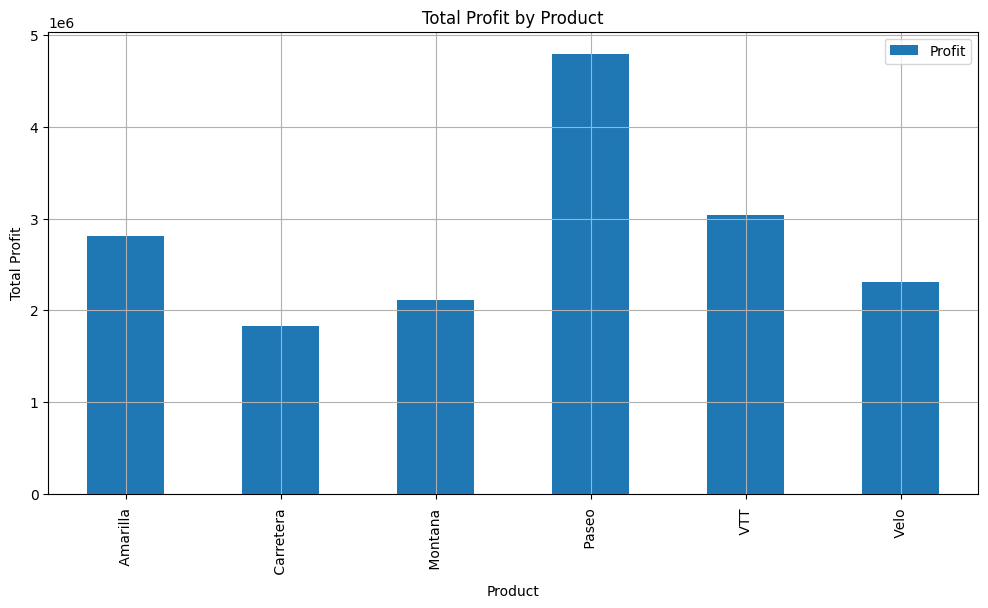 Total Profit by Product
1e6
Profit
5
4
3
2
1
0
Total Profit
Amarilla
Carretera
Montana
Paseo
VTT
Velo
Product